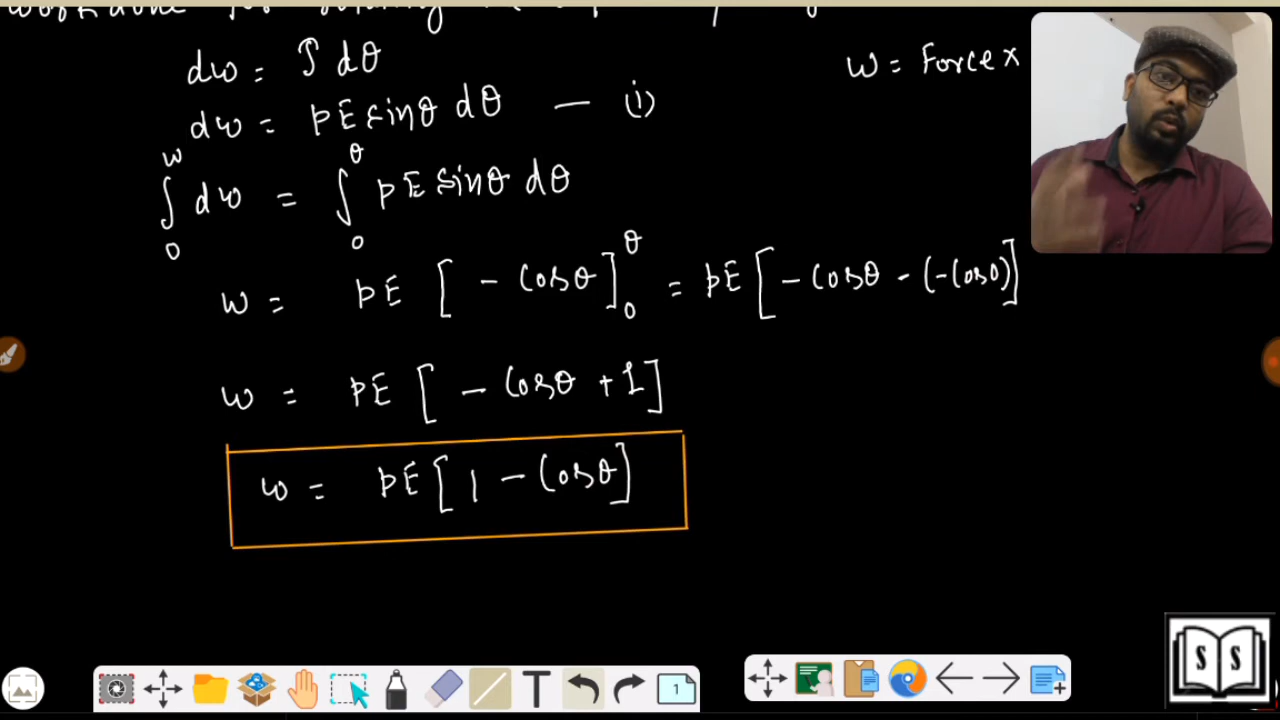 dw = τ dθ
W = Force x
dw = PE sinθ dθ — (i)
∫₀ʷ dw = ∫₀^θ PE sinθ dθ
W = PE [ - Cosθ ]₀^θ = PE [ - Cosθ - (-Cos0) ]
W = PE [ - Cosθ + 1 ]
W = PE [ 1 - Cosθ ]
S S
T
1